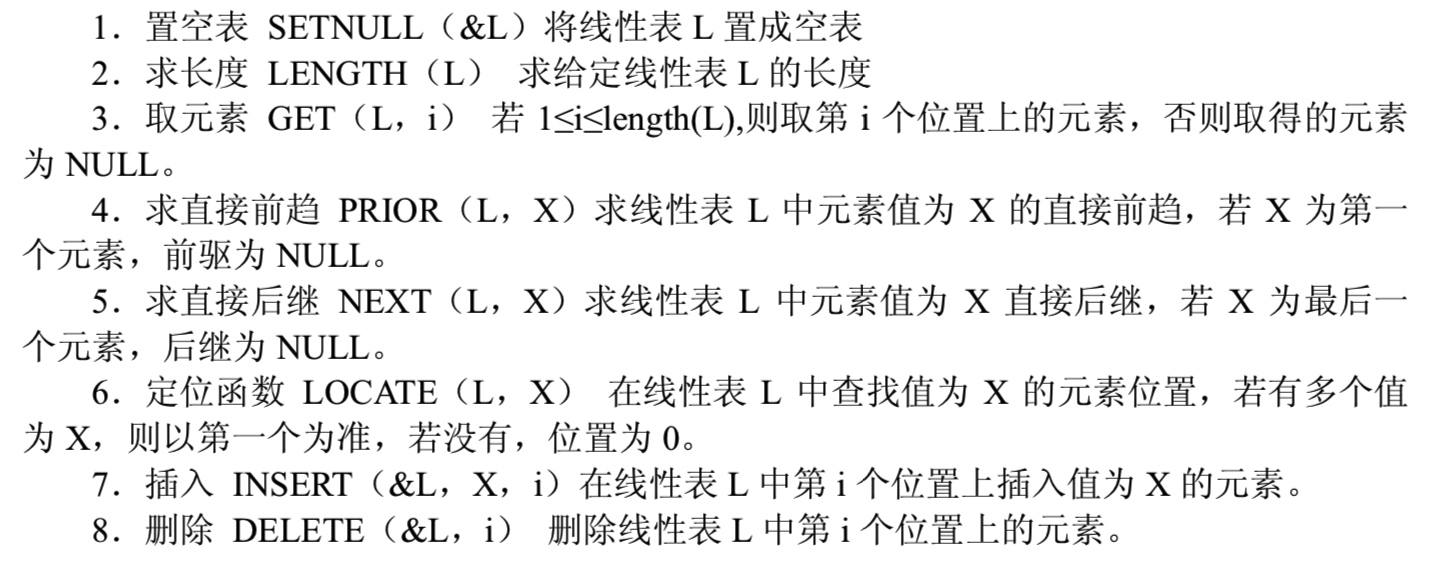 1．置空表 SETNULL（&L）将线性表 L 置成空表
2．求长度 LENGTH（L） 求给定线性表 L 的长度
3．取元素 GET（L，i） 若 1≤i≤length(L),则取第 i 个位置上的元素，否则取得的元素
为 NULL。
4．求直接前趋 PRIOR（L，X）求线性表 L 中元素值为 X 的直接前趋，若 X 为第一
个元素，前驱为 NULL。
5．求直接后继 NEXT（L，X）求线性表 L 中元素值为 X 直接后继，若 X 为最后一
个元素，后继为 NULL。
6．定位函数 LOCATE（L，X） 在线性表 L 中查找值为 X 的元素位置，若有多个值
为 X，则以第一个为准，若没有，位置为 0。
7．插入 INSERT（&L，X，i）在线性表 L 中第 i 个位置上插入值为 X 的元素。
8．删除 DELETE（&L，i） 删除线性表 L 中第 i 个位置上的元素。